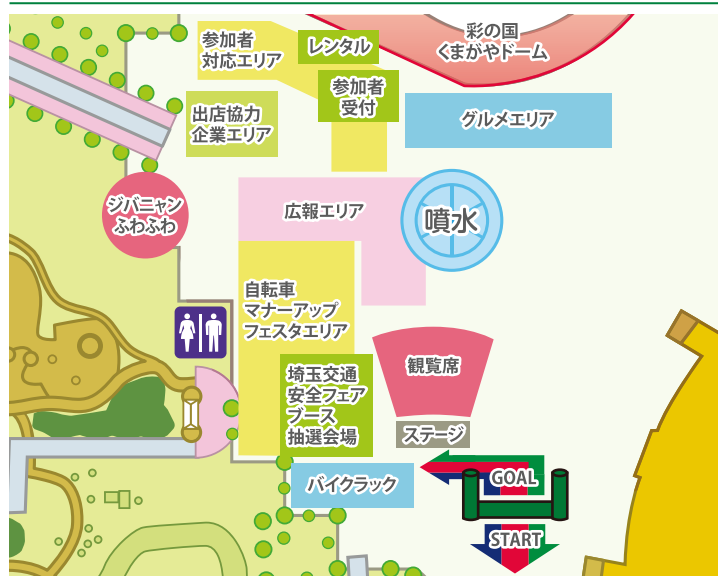 参加者
対応エリア
レンタル
彩の国
くまがやドーム
参加者
受付
出店協力
企業エリア
グルメエリア
ジバニャン
ふわふわ
広報エリア
噴水
自転車
マナーアップ
フェスタエリア
観覧席
埼玉交通
安全フェア
ブース
抽選会場
ステージ
バイクラック
GOAL
START